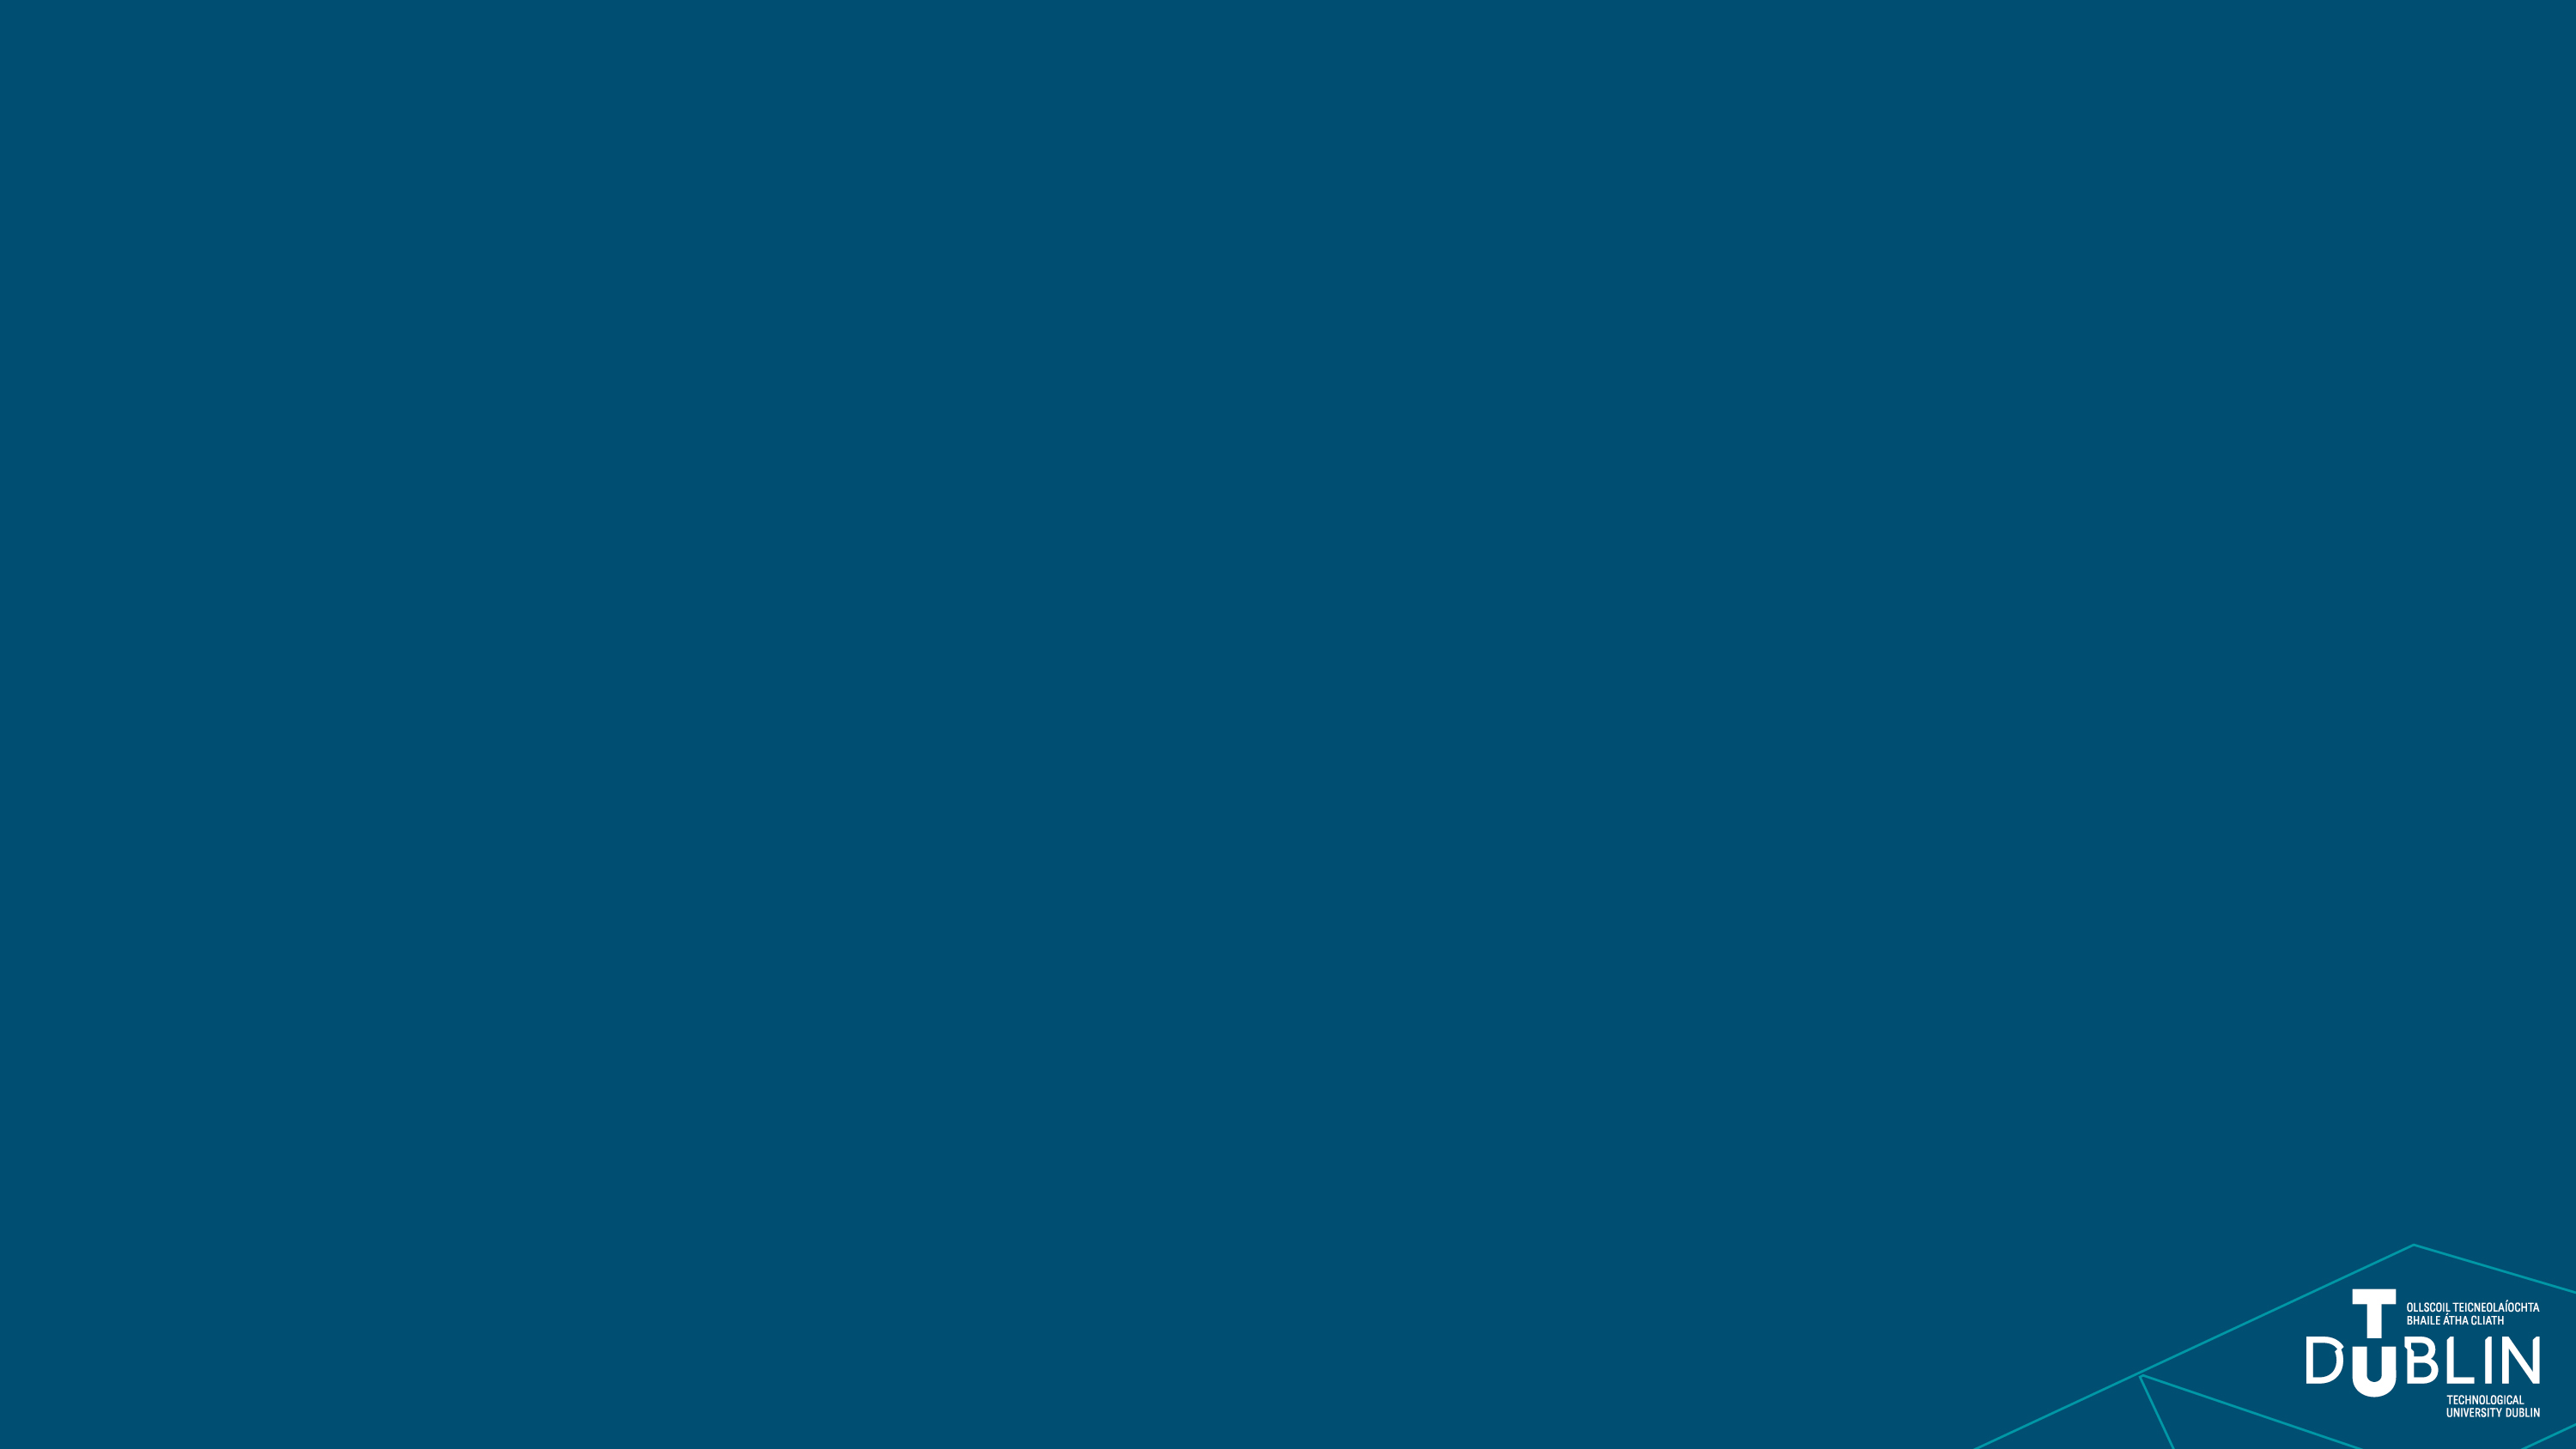 TU
OLLSCOIL TEICNEOLAÍOCHTA
BHAILE ÁTHA CLIATH
DUBLIN
TECHNOLOGICAL
UNIVERSITY DUBLIN